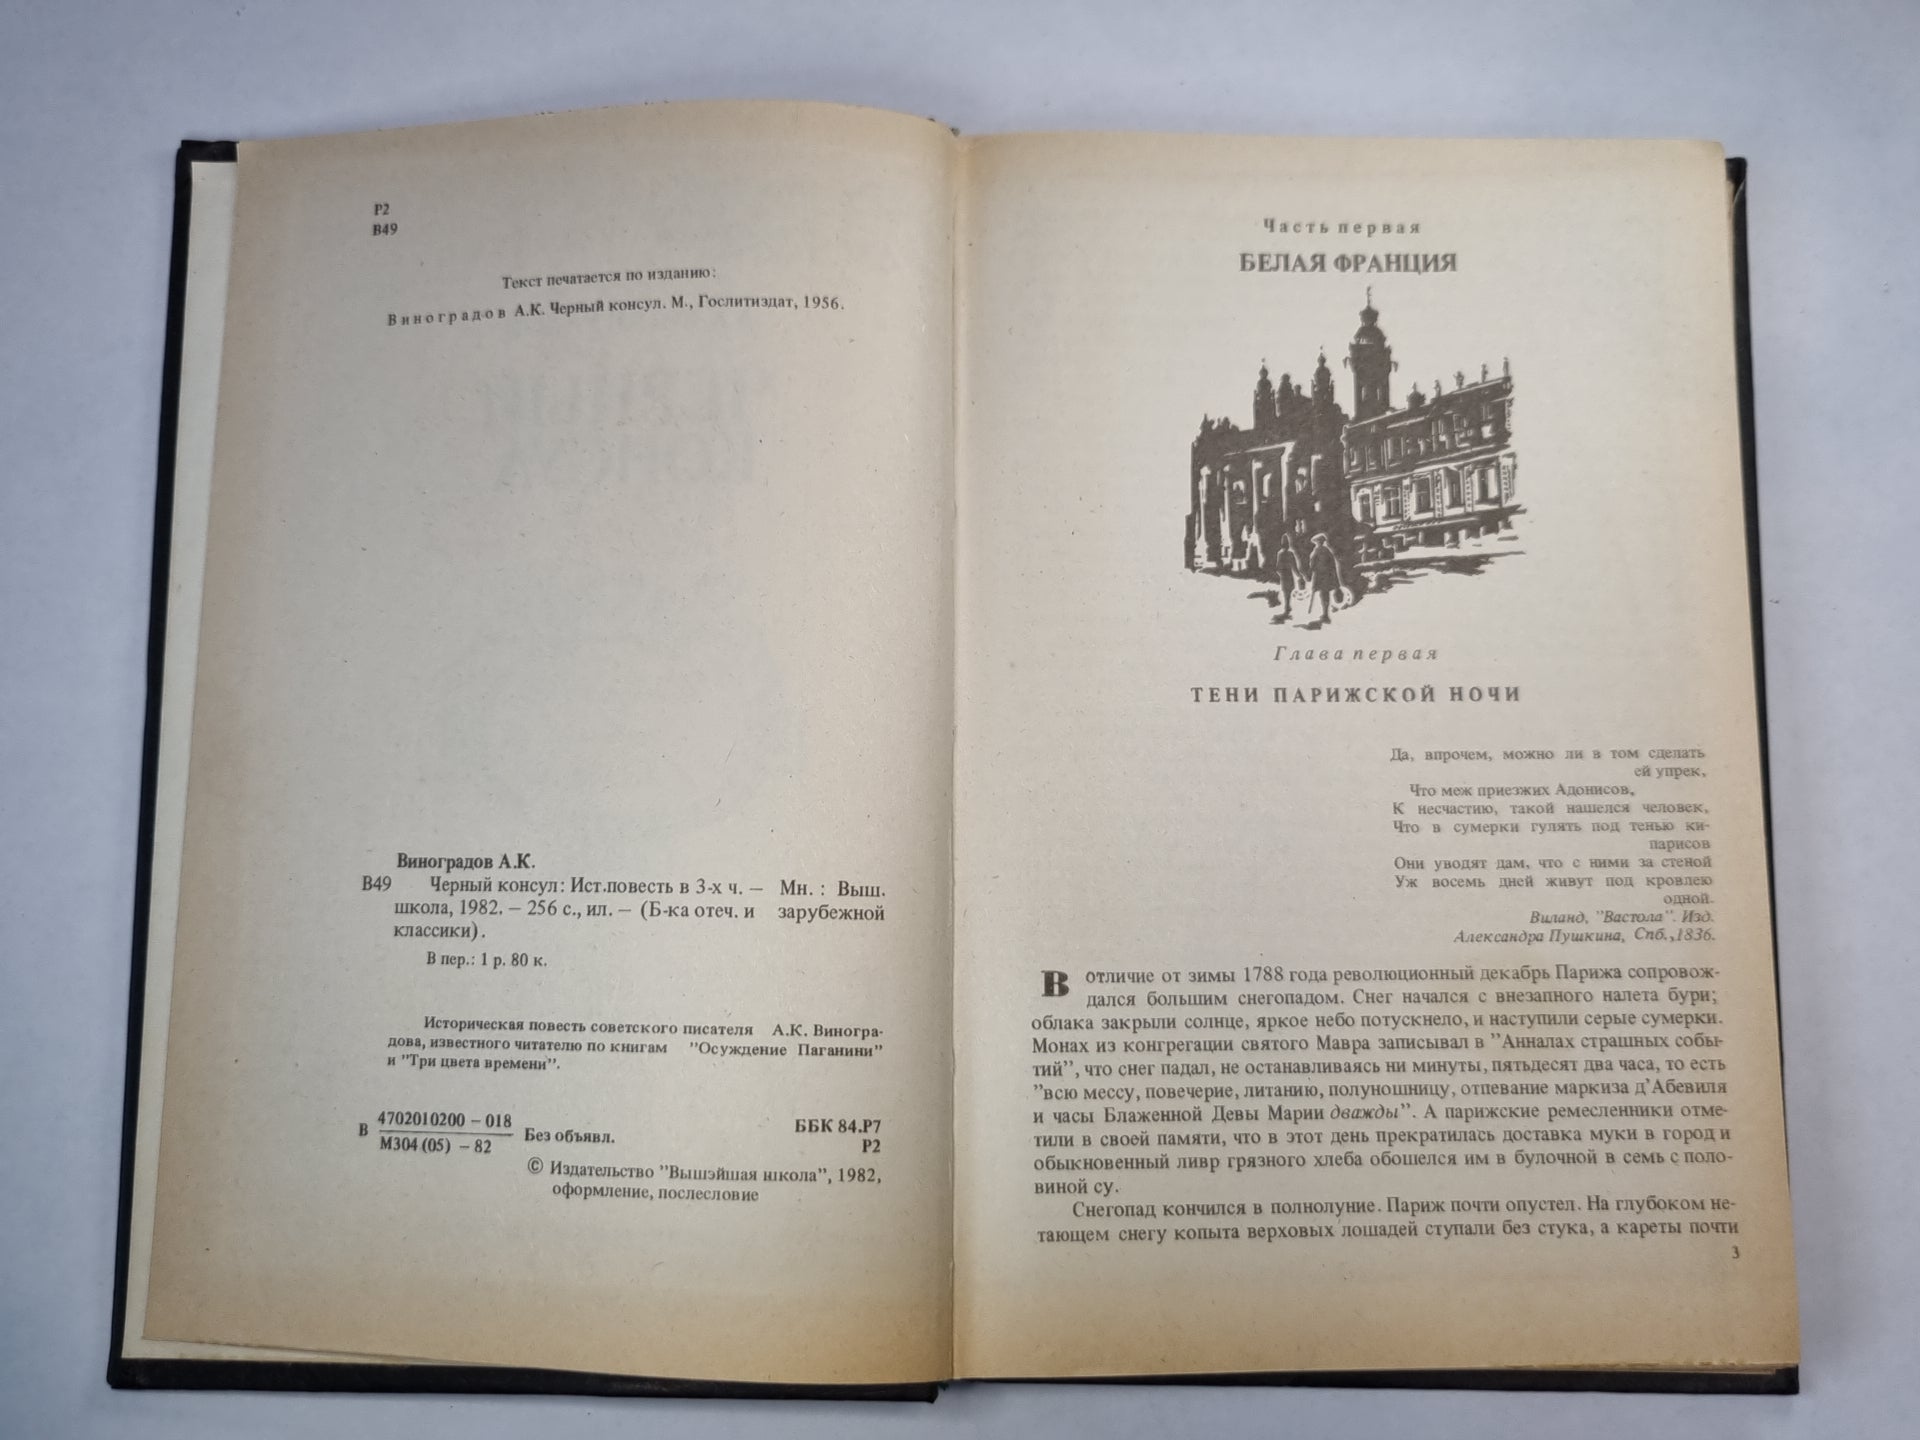 Р2
В49
Текст печатается по изданию:
Виноградов А.К. Черный консул. М., Гослитиздат, 1956.
Виноградов А.К.
В49 Черный консул: Ист.повесть в 3-х ч. — Мн. : Выш.
школа, 1982. — 256 с., ил. — (Б-ка отеч. и зарубежной
классики).
В пер.: 1 р. 80 к.
Историческая повесть советского писателя А.К. Виногра-
дова, известного читателю по книгам "Осуждение Паганини"
и "Три цвета времени".
В 4702010200 — 018
М304 (05) — 82
Без объявл.
ББК 84.Р7
Р2
© Издательство "Вышэйшая школа", 1982,
оформление, послесловие
Часть первая
БЕЛАЯ ФРАНЦИЯ
Глава первая
ТЕНИ ПАРИЖСКОЙ НОЧИ
Да, впрочем, можно ли в том сделать
ей упрек,
Что меж приезжих Адонисов,
К несчастию, такой нашелся человек,
Что в сумерки гулять под тенью ки-
парисов
Они уводят дам, что с ними за стеной
Уж восемь дней живут под кровлею
одной.
Виланд, "Вастола". Изд.
Александра Пушкина, Спб.,1836.
В отличие от зимы 1788 года революционный декабрь Парижа сопровож-
дался большим снегопадом. Снег начался с внезапного налета бури;
облака закрыли солнце, яркое небо потускнело, и наступили серые сумерки.
Монах из конгрегации святого Мавра записывал в "Анналах страшных собы-
тий", что снег падал, не останавливаясь ни минуты, пятьдесят два часа, то есть
"всю мессу, повечерие, литанию, полуношницу, отпевание маркиза д'Абевиля
и часы Блаженной Девы Марии дважды". А парижские ремесленники отме-
тили в своей памяти, что в этот день прекратилась доставка муки в город и
обыкновенный ливр грязного хлеба обошелся им в булочной в семь с поло-
виной су.
Снегопад кончился в полнолуние. Париж почти опустел. На глубоком не-
тающем снегу копыта верховых лошадей ступали без стука, а кареты почти
3